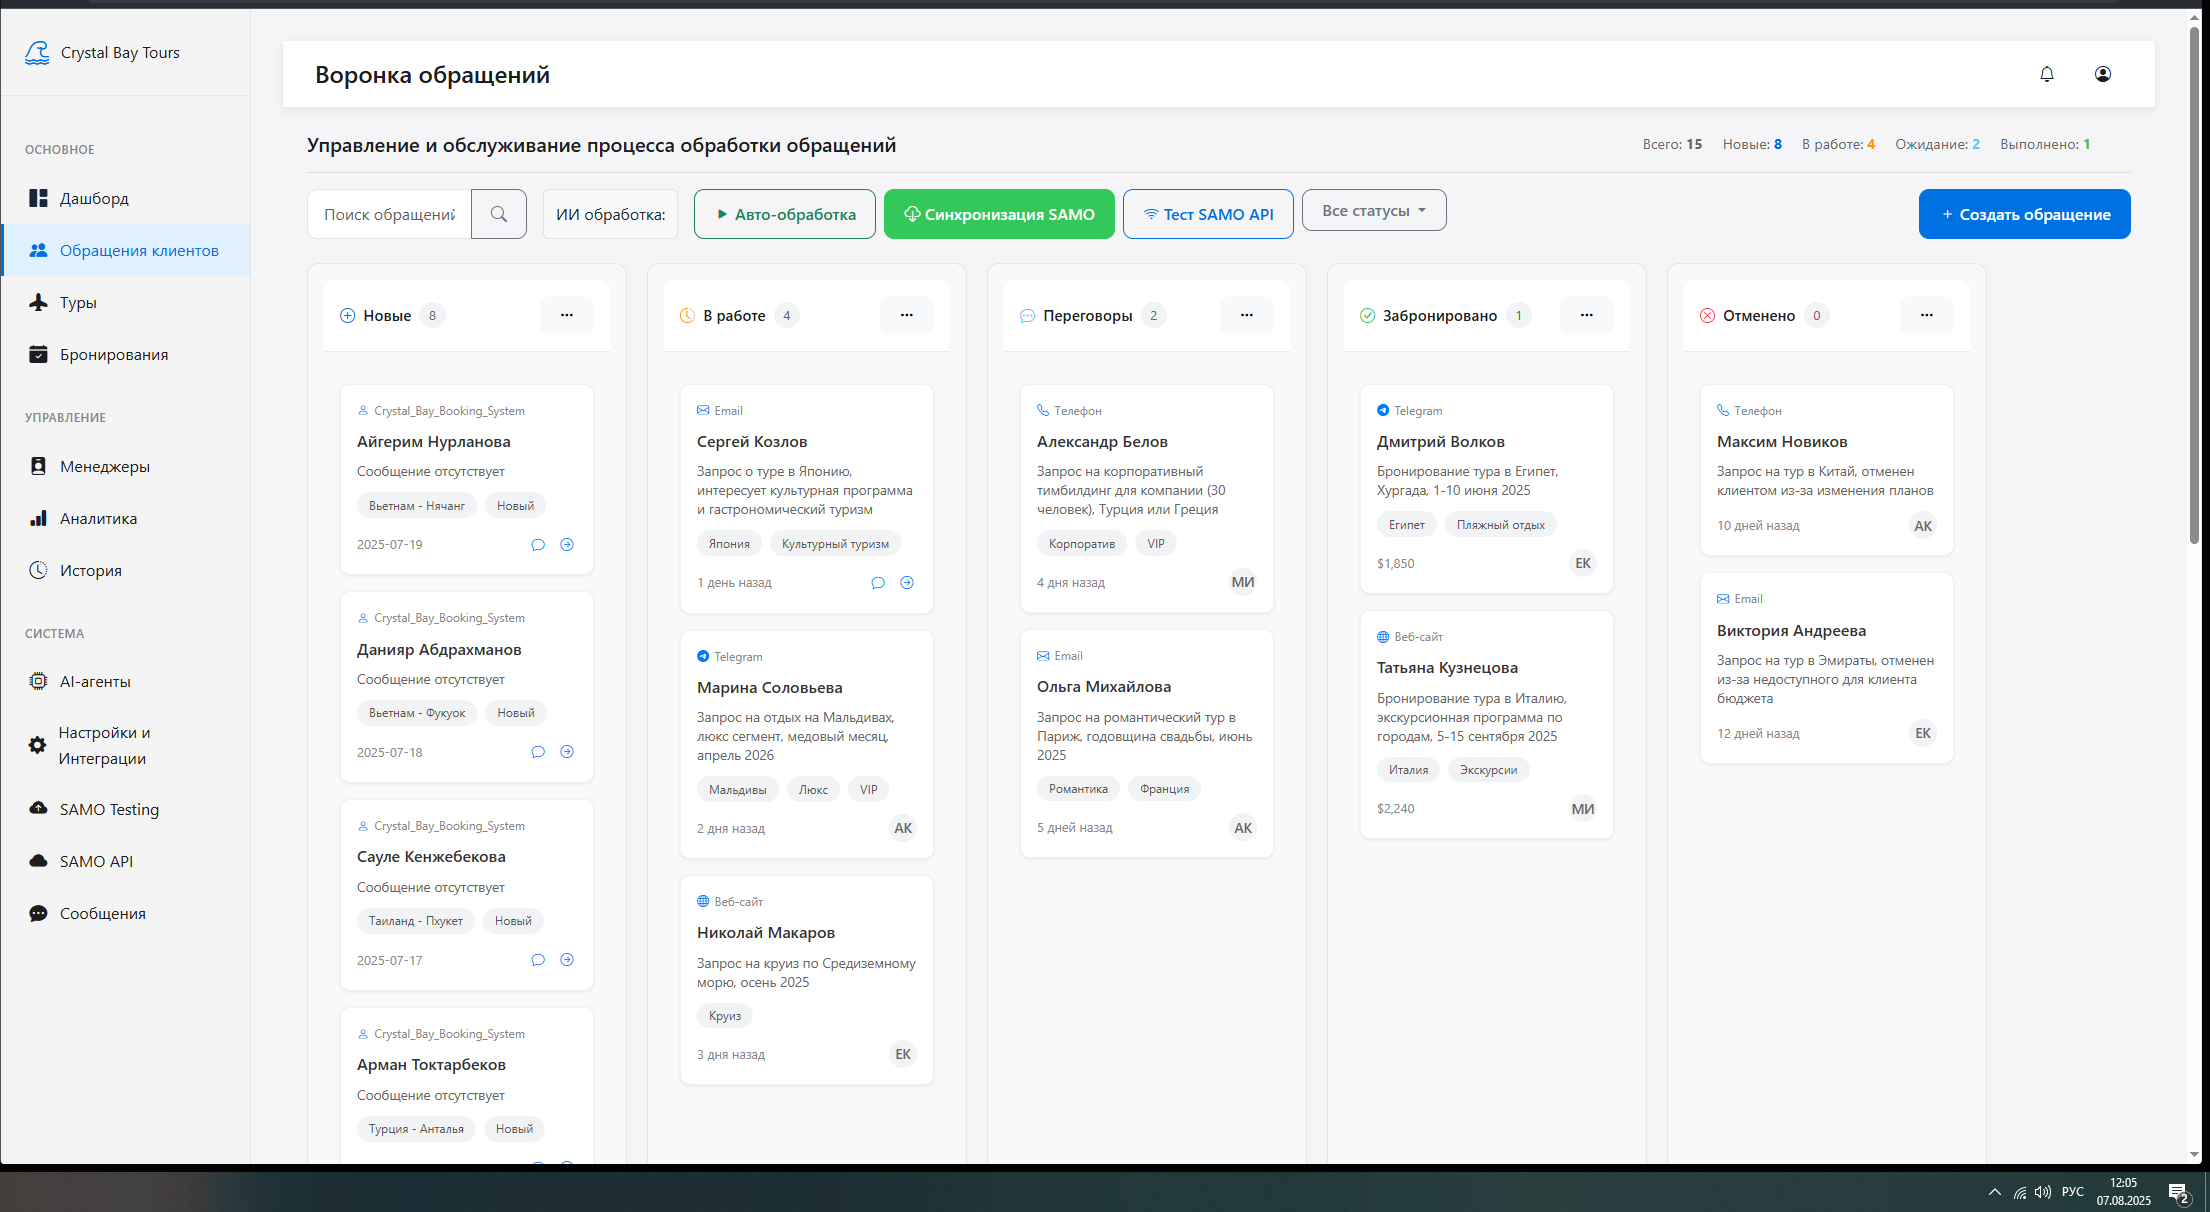 Crystal Bay Tours
ОСНОВНОЕ
Дашборд
Обращения клиентов
Туры
Бронирования
УПРАВЛЕНИЕ
Менеджеры
Аналитика
История
СИСТЕМА
AI-агенты
Настройки и
Интеграции
SAMO Testing
SAMO API
Сообщения
Воронка обращений
Управление и обслуживание процесса обработки обращений
Всего: 15 Новые: 8 В работе: 4 Ожидание: 2 Выполнено: 1
Поиск обращений
ИИ обработка:
Авто-обработка
Синхронизация SAMO
Тест SAMO API
Все статусы
+ Создать обращение
Новые 8
Crystal_Bay_Booking_System
Айгерим Нурланова
Сообщение отсутствует
Вьетнам - Нячанг Новый
2025-07-19
Crystal_Bay_Booking_System
Данияр Абдрахманов
Сообщение отсутствует
Вьетнам - Фукуок Новый
2025-07-18
Crystal_Bay_Booking_System
Сауле Кенжебекова
Сообщение отсутствует
Таиланд - Пхукет Новый
2025-07-17
Crystal_Bay_Booking_System
Арман Токтарбеков
Сообщение отсутствует
Турция - Анталья Новый
В работе 4
Email
Сергей Козлов
Запрос о туре в Японию,
интересует культурная программа
и гастрономический туризм
Япония Культурный туризм
1 день назад
Telegram
Марина Соловьева
Запрос на отдых на Мальдивах,
люкс сегмент, медовый месяц,
апрель 2026
Мальдивы Люкс VIP
2 дня назад АК
Веб-сайт
Николай Макаров
Запрос на круиз по Средиземному
морю, осень 2025
Круиз
3 дня назад ЕК
Переговоры 2
Телефон
Александр Белов
Запрос на корпоративный
тимбилдинг для компании (30
человек), Турция или Греция
Корпоратив VIP
4 дня назад МИ
Email
Ольга Михайлова
Запрос на романтический тур в
Париж, годовщина свадьбы, июнь
2025
Романтика Франция
5 дней назад АК
Забронировано 1
Telegram
Дмитрий Волков
Бронирование тура в Египет,
Хургада, 1-10 июня 2025
Египет Пляжный отдых
$1,850 ЕК
Веб-сайт
Татьяна Кузнецова
Бронирование тура в Италию,
экскурсионная программа по
городам, 5-15 сентября 2025
Италия Экскурсии
$2,240 МИ
Отменено 0
Телефон
Максим Новиков
Запрос на тур в Китай, отменен
клиентом из-за изменения планов
10 дней назад АК
Email
Виктория Андреева
Запрос на тур в Эмираты, отменен
из-за недоступного для клиента
бюджета
12 дней назад ЕК
РУС
12:05
07.08.2025
2